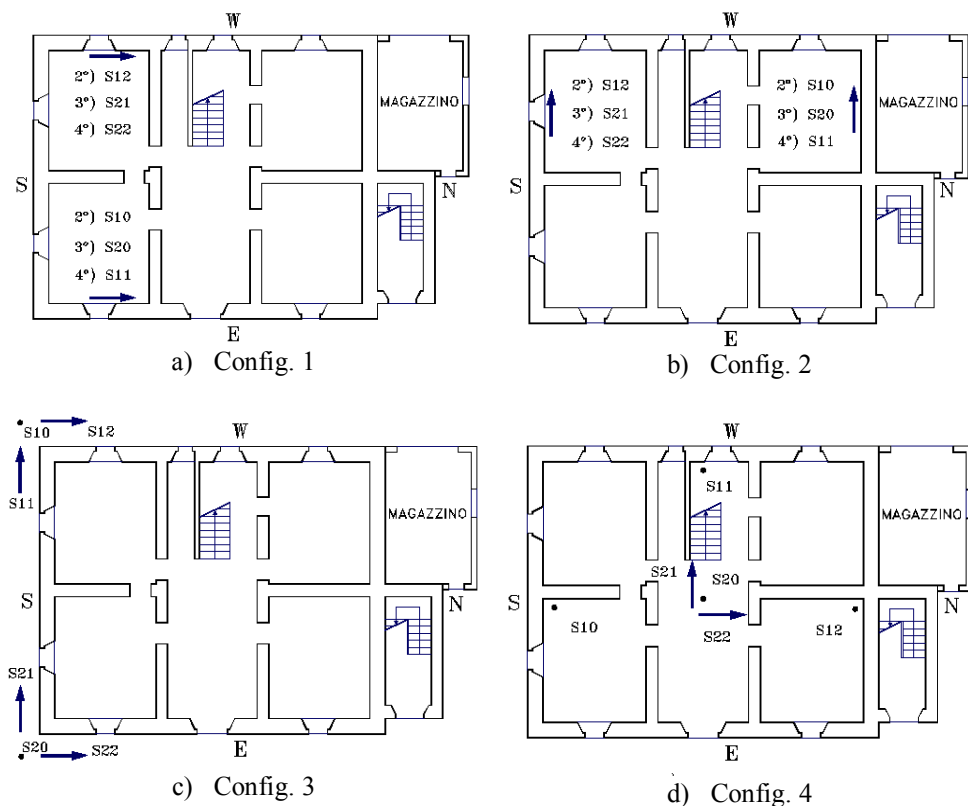 W
2°) S12
3°) S21
4°) S22
MAGAZZINO
S
N
2°) S10
3°) S20
4°) S11
E
a) Config. 1
W
2°) S12
3°) S21
4°) S22
2°) S10
3°) S20
4°) S11
MAGAZZINO
S
N
E
b) Config. 2
S10
S12
W
S11
MAGAZZINO
S
N
S21
S20
S22
E
c) Config. 3
W
S11
MAGAZZINO
S21
S20
S
N
S10
S22
S12
E
d) Config. 4